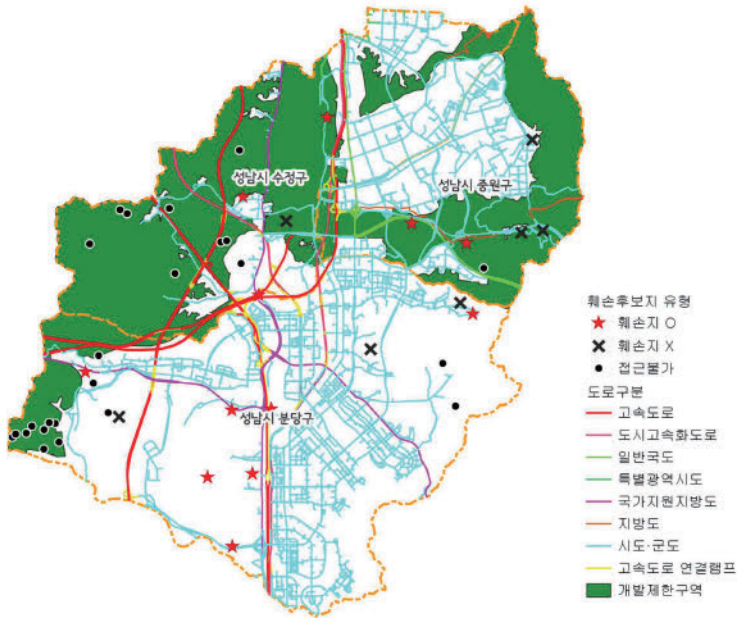 성남시 수정구
성남시 중원구
성남시 분당구
훼손후보지 유형
훼손지 O
훼손지 X
접근불가
도로구분
고속도로
도시고속화도로
일반국도
특별광역시도
국가지원지방도
지방도
시도·군도
고속도로 연결램프
개발제한구역